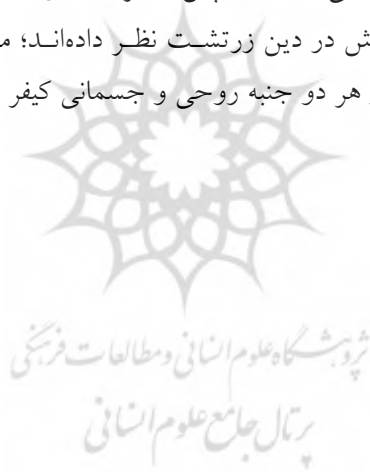 ش در دین زرتشت نظر داده‌اند؛ م
هر دو جنبه روحی و جسمانی کیفر
پژوهشگاه علوم انسانی و مطالعات فرهنگی
پرتال جامع علوم انسانی